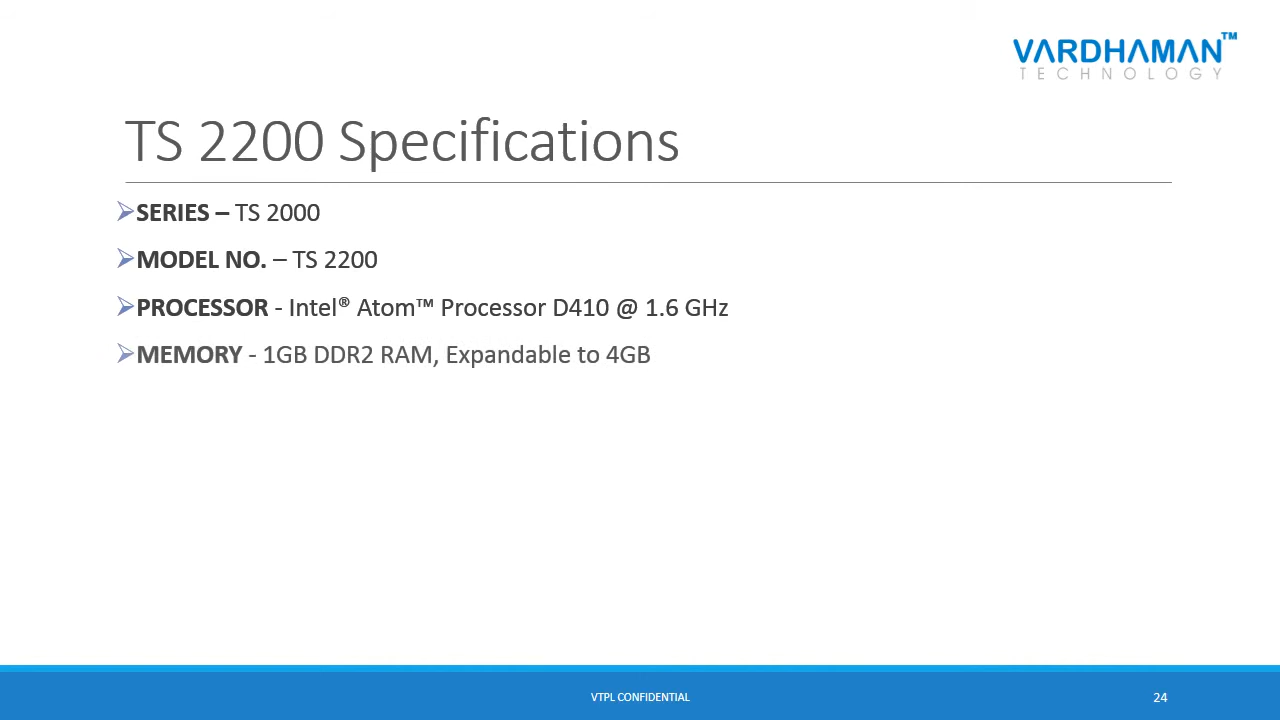 VARDHAMAN™
TECHNOLOGY
TS 2200 Specifications
➢SERIES – TS 2000
➢MODEL NO. – TS 2200
➢PROCESSOR - Intel® Atom™ Processor D410 @ 1.6 GHz
➢MEMORY - 1GB DDR2 RAM, Expandable to 4GB
VTPL CONFIDENTIAL
24